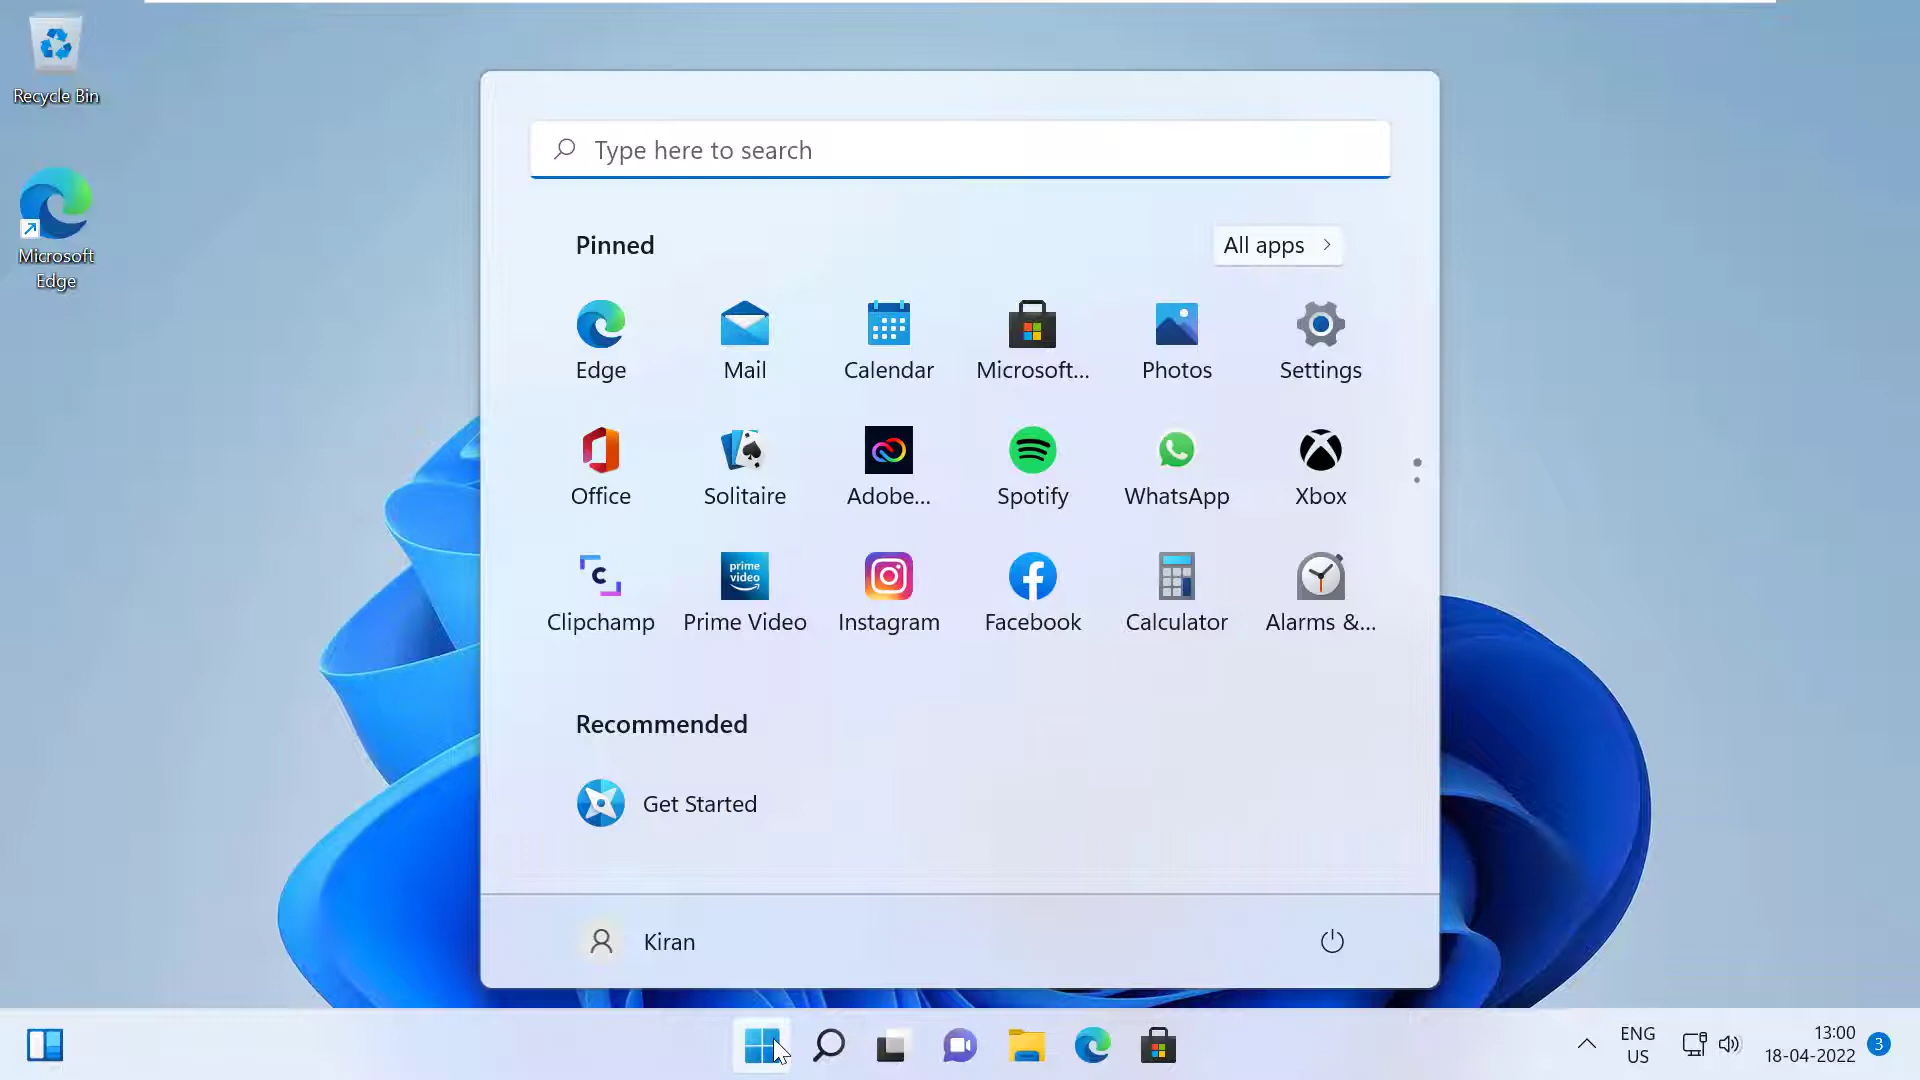 Recycle Bin
Microsoft
Edge
Type here to search
Pinned
All apps
Edge
Mail
Calendar
Microsoft...
Photos
Settings
Office
Solitaire
Adobe...
Spotify
WhatsApp
Xbox
C
prime
video
Clipchamp
Prime Video
Instagram
Facebook
Calculator
Alarms &...
Recommended
Get Started
Kiran
ENG
US
13:00
18-04-2022
3